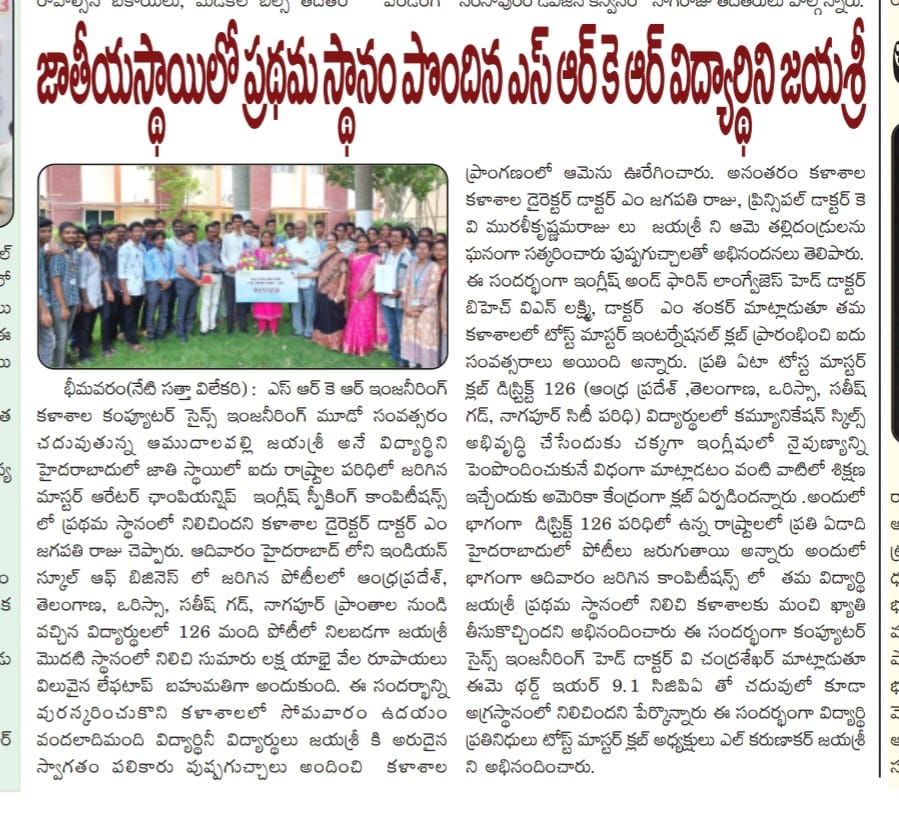 జాతీయస్థాయిలో ప్రథమ స్థానం పొందిన ఎస్ ఆర్ కె ఆర్ విద్యార్థిని జయశ్రీ
WINNER
భీమవరం(నేటి సత్తా విలేకరి) : ఎస్ ఆర్ కె ఆర్ ఇంజనీరింగ్
కళాశాల కంప్యూటర్ సైన్స్ ఇంజనీరింగ్ మూడో సంవత్సరం
చదువుతున్న ఆముదాలవల్లి జయశ్రీ అనే విద్యార్థిని
హైదరాబాదులో జాతి స్థాయిలో ఐదు రాష్ట్రాల పరిధిలో జరిగిన
మాస్టర్ ఆరేటర్ ఛాంపియన్షిప్ ఇంగ్లీష్ స్పీకింగ్ కాంపిటీషన్స్
లో ప్రథమ స్థానంలో నిలిచిందని కళాశాల డైరెక్టర్ డాక్టర్ ఎం
జగపతి రాజు చెప్పారు. ఆదివారం హైదరాబాద్ లోని ఇండియన్
స్కూల్ ఆఫ్ బిజినెస్ లో జరిగిన పోటీలలో ఆంధ్రప్రదేశ్,
తెలంగాణ, ఒరిస్సా, సతీష్ గడ్, నాగపూర్ ప్రాంతాల నుండి
వచ్చిన విద్యార్థులలో 126 మంది పోటీలో నిలబడగా జయశ్రీ
మొదటి స్థానంలో నిలిచి సుమారు లక్ష యాభై వేల రూపాయలు
విలువైన లేఫటాప్ బహుమతిగా అందుకుంది. ఈ సందర్భాన్ని
పురస్కరించుకొని కళాశాలలో సోమవారం ఉదయం
వందలాదిమంది విద్యార్థినీ విద్యార్థులు జయశ్రీ కి అరుదైన
స్వాగతం పలికారు పుష్పగుచ్చాలు అందించి కళాశాల
ప్రాంగణంలో ఆమెను ఊరేగించారు. అనంతరం కళాశాల
కళాశాల డైరెక్టర్ డాక్టర్ ఎం జగపతి రాజు, ప్రిన్సిపల్ డాక్టర్ కె
వి మురళీకృష్ణమరాజు లు జయశ్రీ ని ఆమె తల్లిదండ్రులను
ఘనంగా సత్కరించారు పుష్పగుచ్చాలతో అభినందనలు తెలిపారు.
ఈ సందర్భంగా ఇంగ్లీష్ అండ్ ఫారిన్ లాంగ్వేజెస్ హెడ్ డాక్టర్
బిహెచ్ విఎన్ లక్ష్మి, డాక్టర్ ఎం శంకర్ మాట్లాడుతూ తమ
కళాశాలలో టోస్ట్ మాస్టర్ ఇంటర్నేషనల్ క్లబ్ ప్రారంభించి ఐదు
సంవత్సరాలు అయింది అన్నారు. ప్రతి ఏటా టోస్ట మాస్టర్
క్లబ్ డిస్ట్రిక్ట్ 126 (ఆంధ్ర ప్రదేశ్ ,తెలంగాణ, ఒరిస్సా, సతీష్
గడ్, నాగపూర్ సిటీ పరిధి) విద్యార్థులలో కమ్యూనికేషన్ స్కిల్స్
అభివృద్ధి చేసేందుకు చక్కగా ఇంగ్లీషులో నైపుణ్యాన్ని
పెంపొందించుకునే విధంగా మాట్లాడటం వంటి వాటిలో శిక్షణ
ఇచ్చేందుకు అమెరికా కేంద్రంగా క్లబ్ ఏర్పడిందన్నారు .అందులో
భాగంగా డిస్ట్రిక్ట్ 126 పరిధిలో ఉన్న రాష్ట్రాలలో ప్రతి ఏడాది
హైదరాబాదులో పోటీలు జరుగుతాయి అన్నారు అందులో
భాగంగా ఆదివారం జరిగిన కాంపిటీషన్స్ లో తమ విద్యార్థి
జయశ్రీ ప్రథమ స్థానంలో నిలిచి కళాశాలకు మంచి ఖ్యాతి
తీసుకొచ్చిందని అభినందించారు ఈ సందర్భంగా కంప్యూటర్
సైన్స్ ఇంజనీరింగ్ హెడ్ డాక్టర్ వి చంద్రశేఖర్ మాట్లాడుతూ
ఈమె థర్డ్ ఇయర్ 9.1 సిజిపిఏ తో చదువులో కూడా
అగ్రస్థానంలో నిలిచిందని పేర్కొన్నారు ఈ సందర్భంగా విద్యార్థి
ప్రతినిధులు టోస్ట్ మాస్టర్ క్లబ్ అధ్యక్షులు ఎల్ కరుణాకర్ జయశ్రీ
ని అభినందించారు.